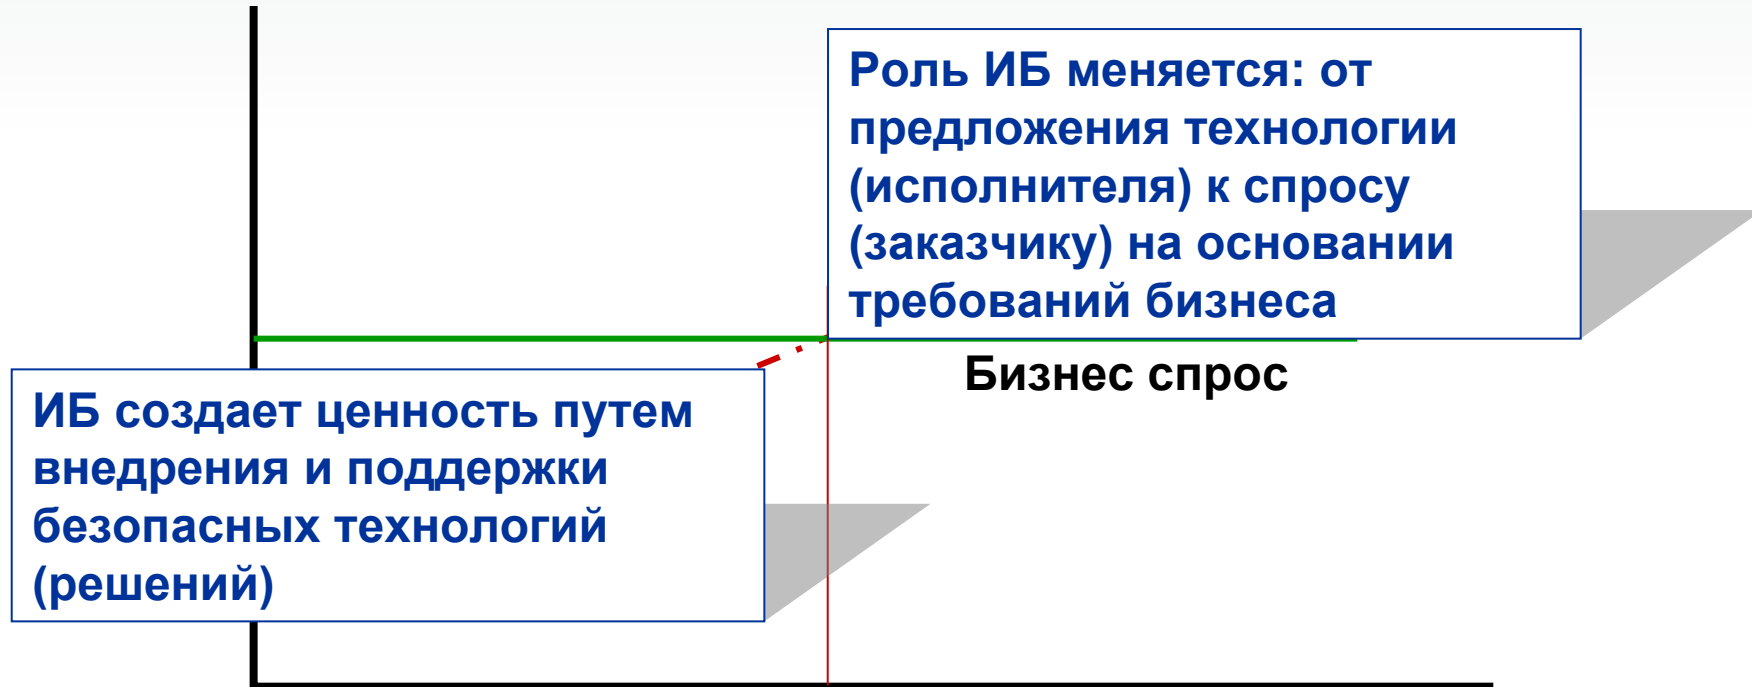 Роль ИБ меняется: от
предложения технологии
(исполнителя) к спросу
(заказчику) на основании
требований бизнеса
Бизнес спрос
ИБ создает ценность путем
внедрения и поддержки
безопасных технологий
(решений)